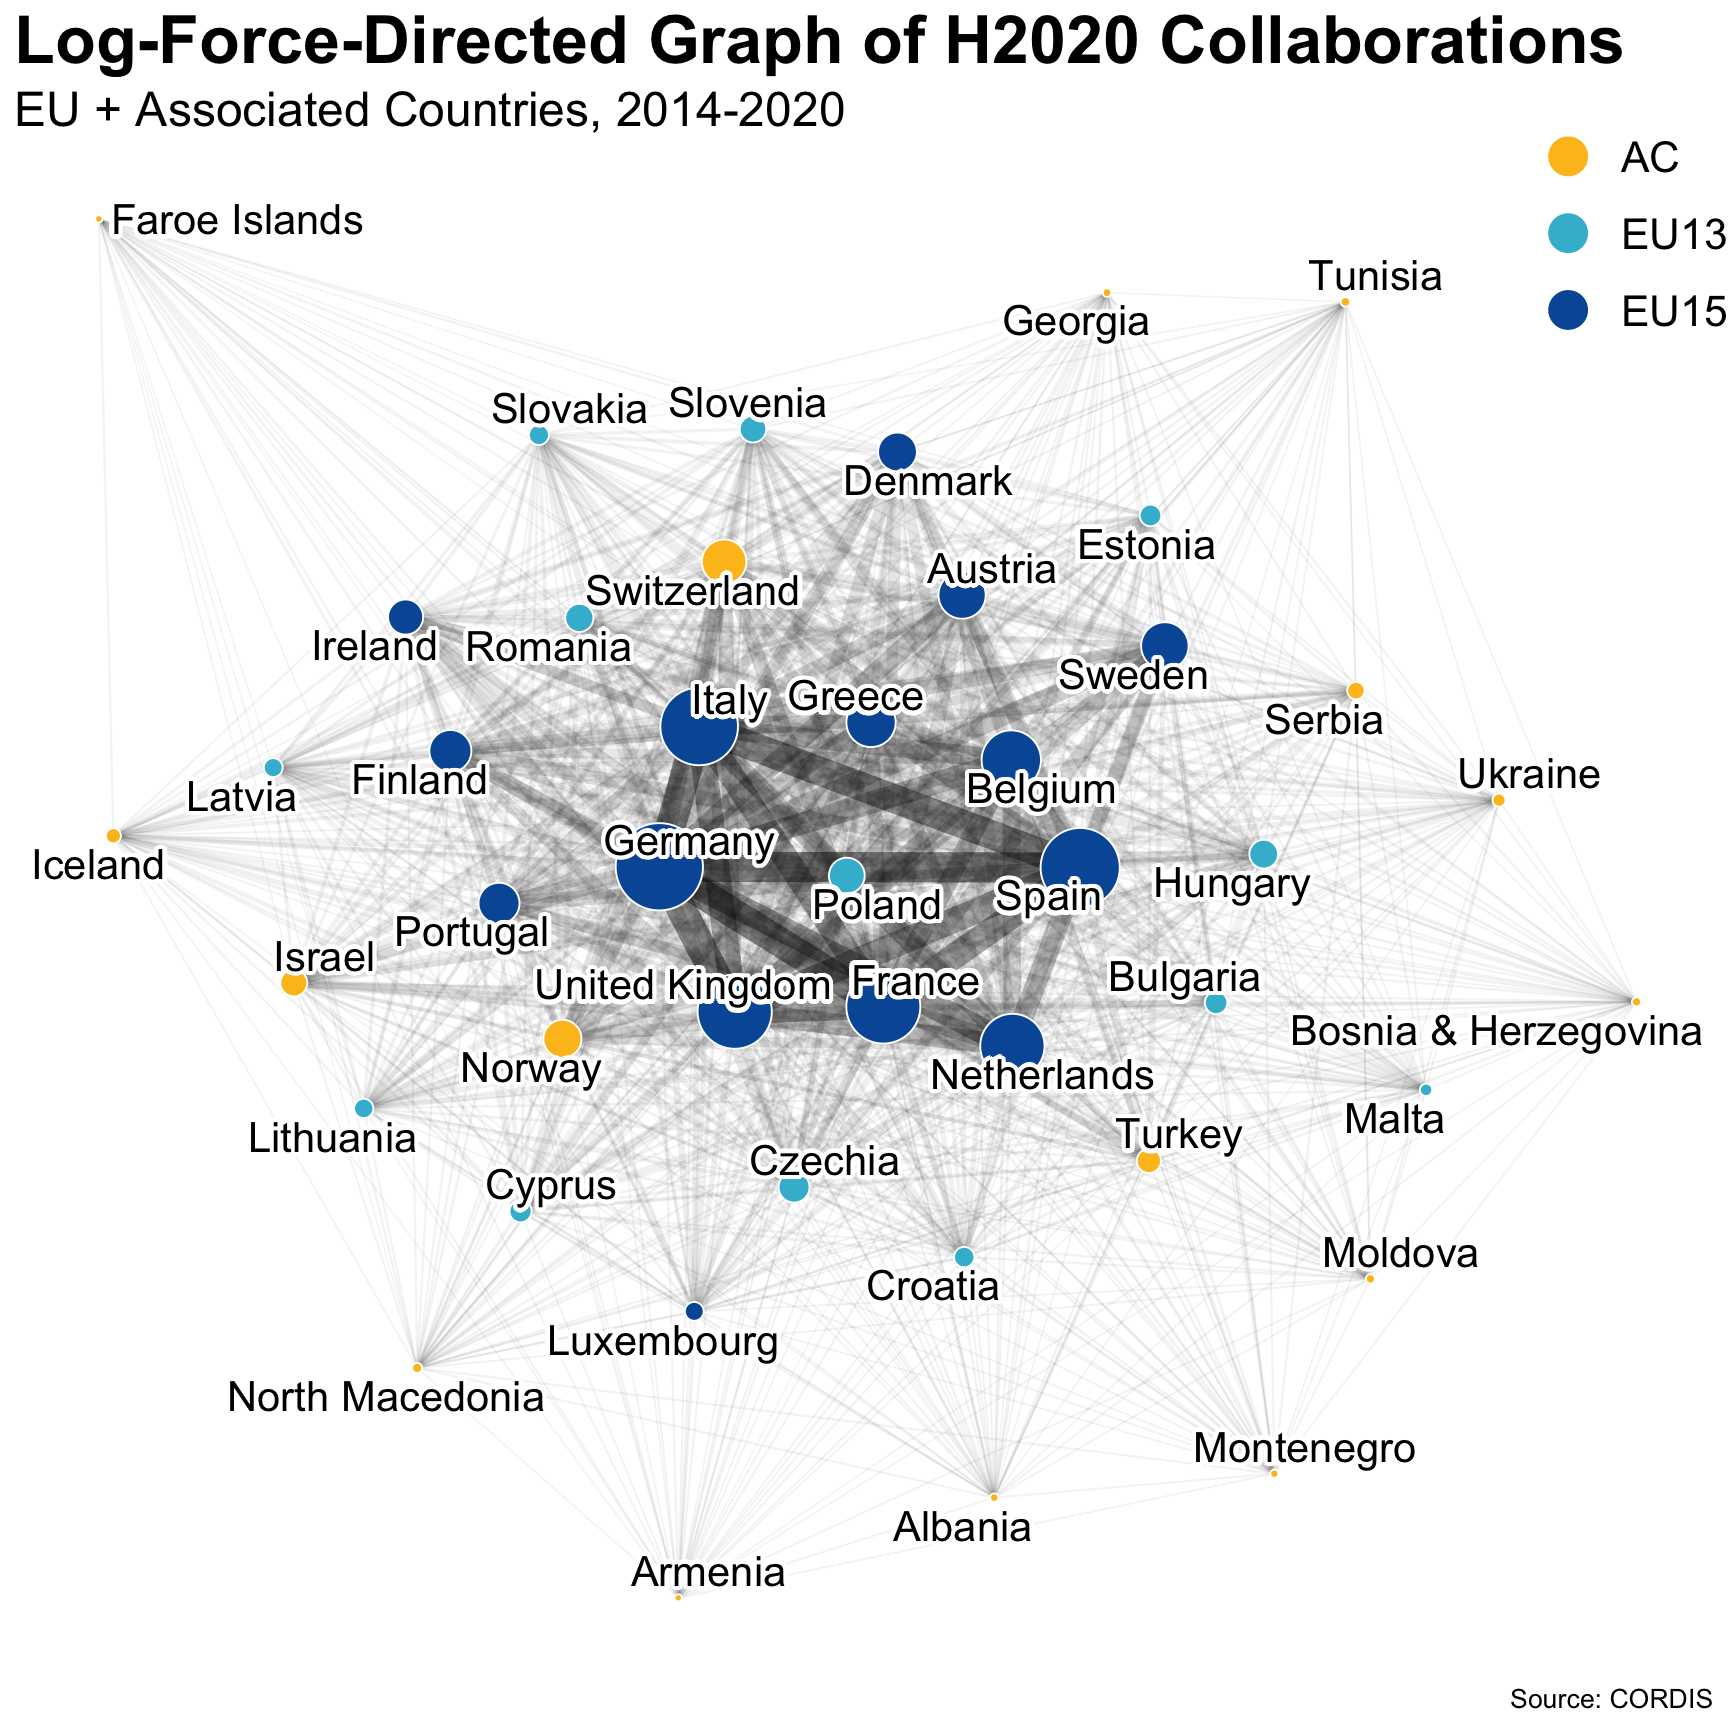 Log-Force-Directed Graph of H2020 Collaborations
EU + Associated Countries, 2014-2020
AC
EU13
EU15
Faroe Islands
Tunisia
Georgia
Slovakia
Slovenia
Denmark
Estonia
Austria
Switzerland
Ireland
Romania
Sweden
Italy
Greece
Serbia
Finland
Latvia
Belgium
Ukraine
Germany
Iceland
Poland
Spain
Hungary
Portugal
Israel
United Kingdom
France
Bulgaria
Bosnia & Herzegovina
Norway
Netherlands
Malta
Lithuania
Turkey
Czechia
Cyprus
Moldova
Croatia
Luxembourg
North Macedonia
Montenegro
Albania
Armenia
Source: CORDIS